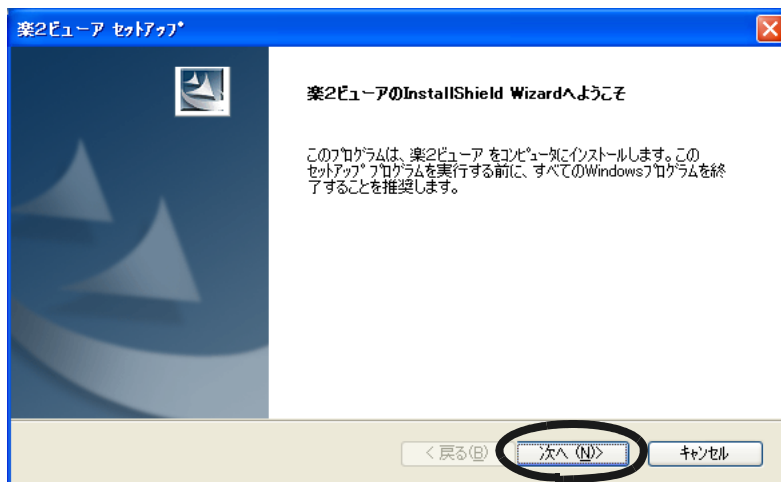 楽2ビューア セットアップ
楽2ビューアのInstallShield Wizardへようこそ
このプログラムは、楽2ビューア をコンピュータにインストールします。この
セットアップ プログラムを実行する前に、すべてのWindowsプログラムを終
了することを推奨します。
< 戻る(B)
次へ (N)>
キャンセル